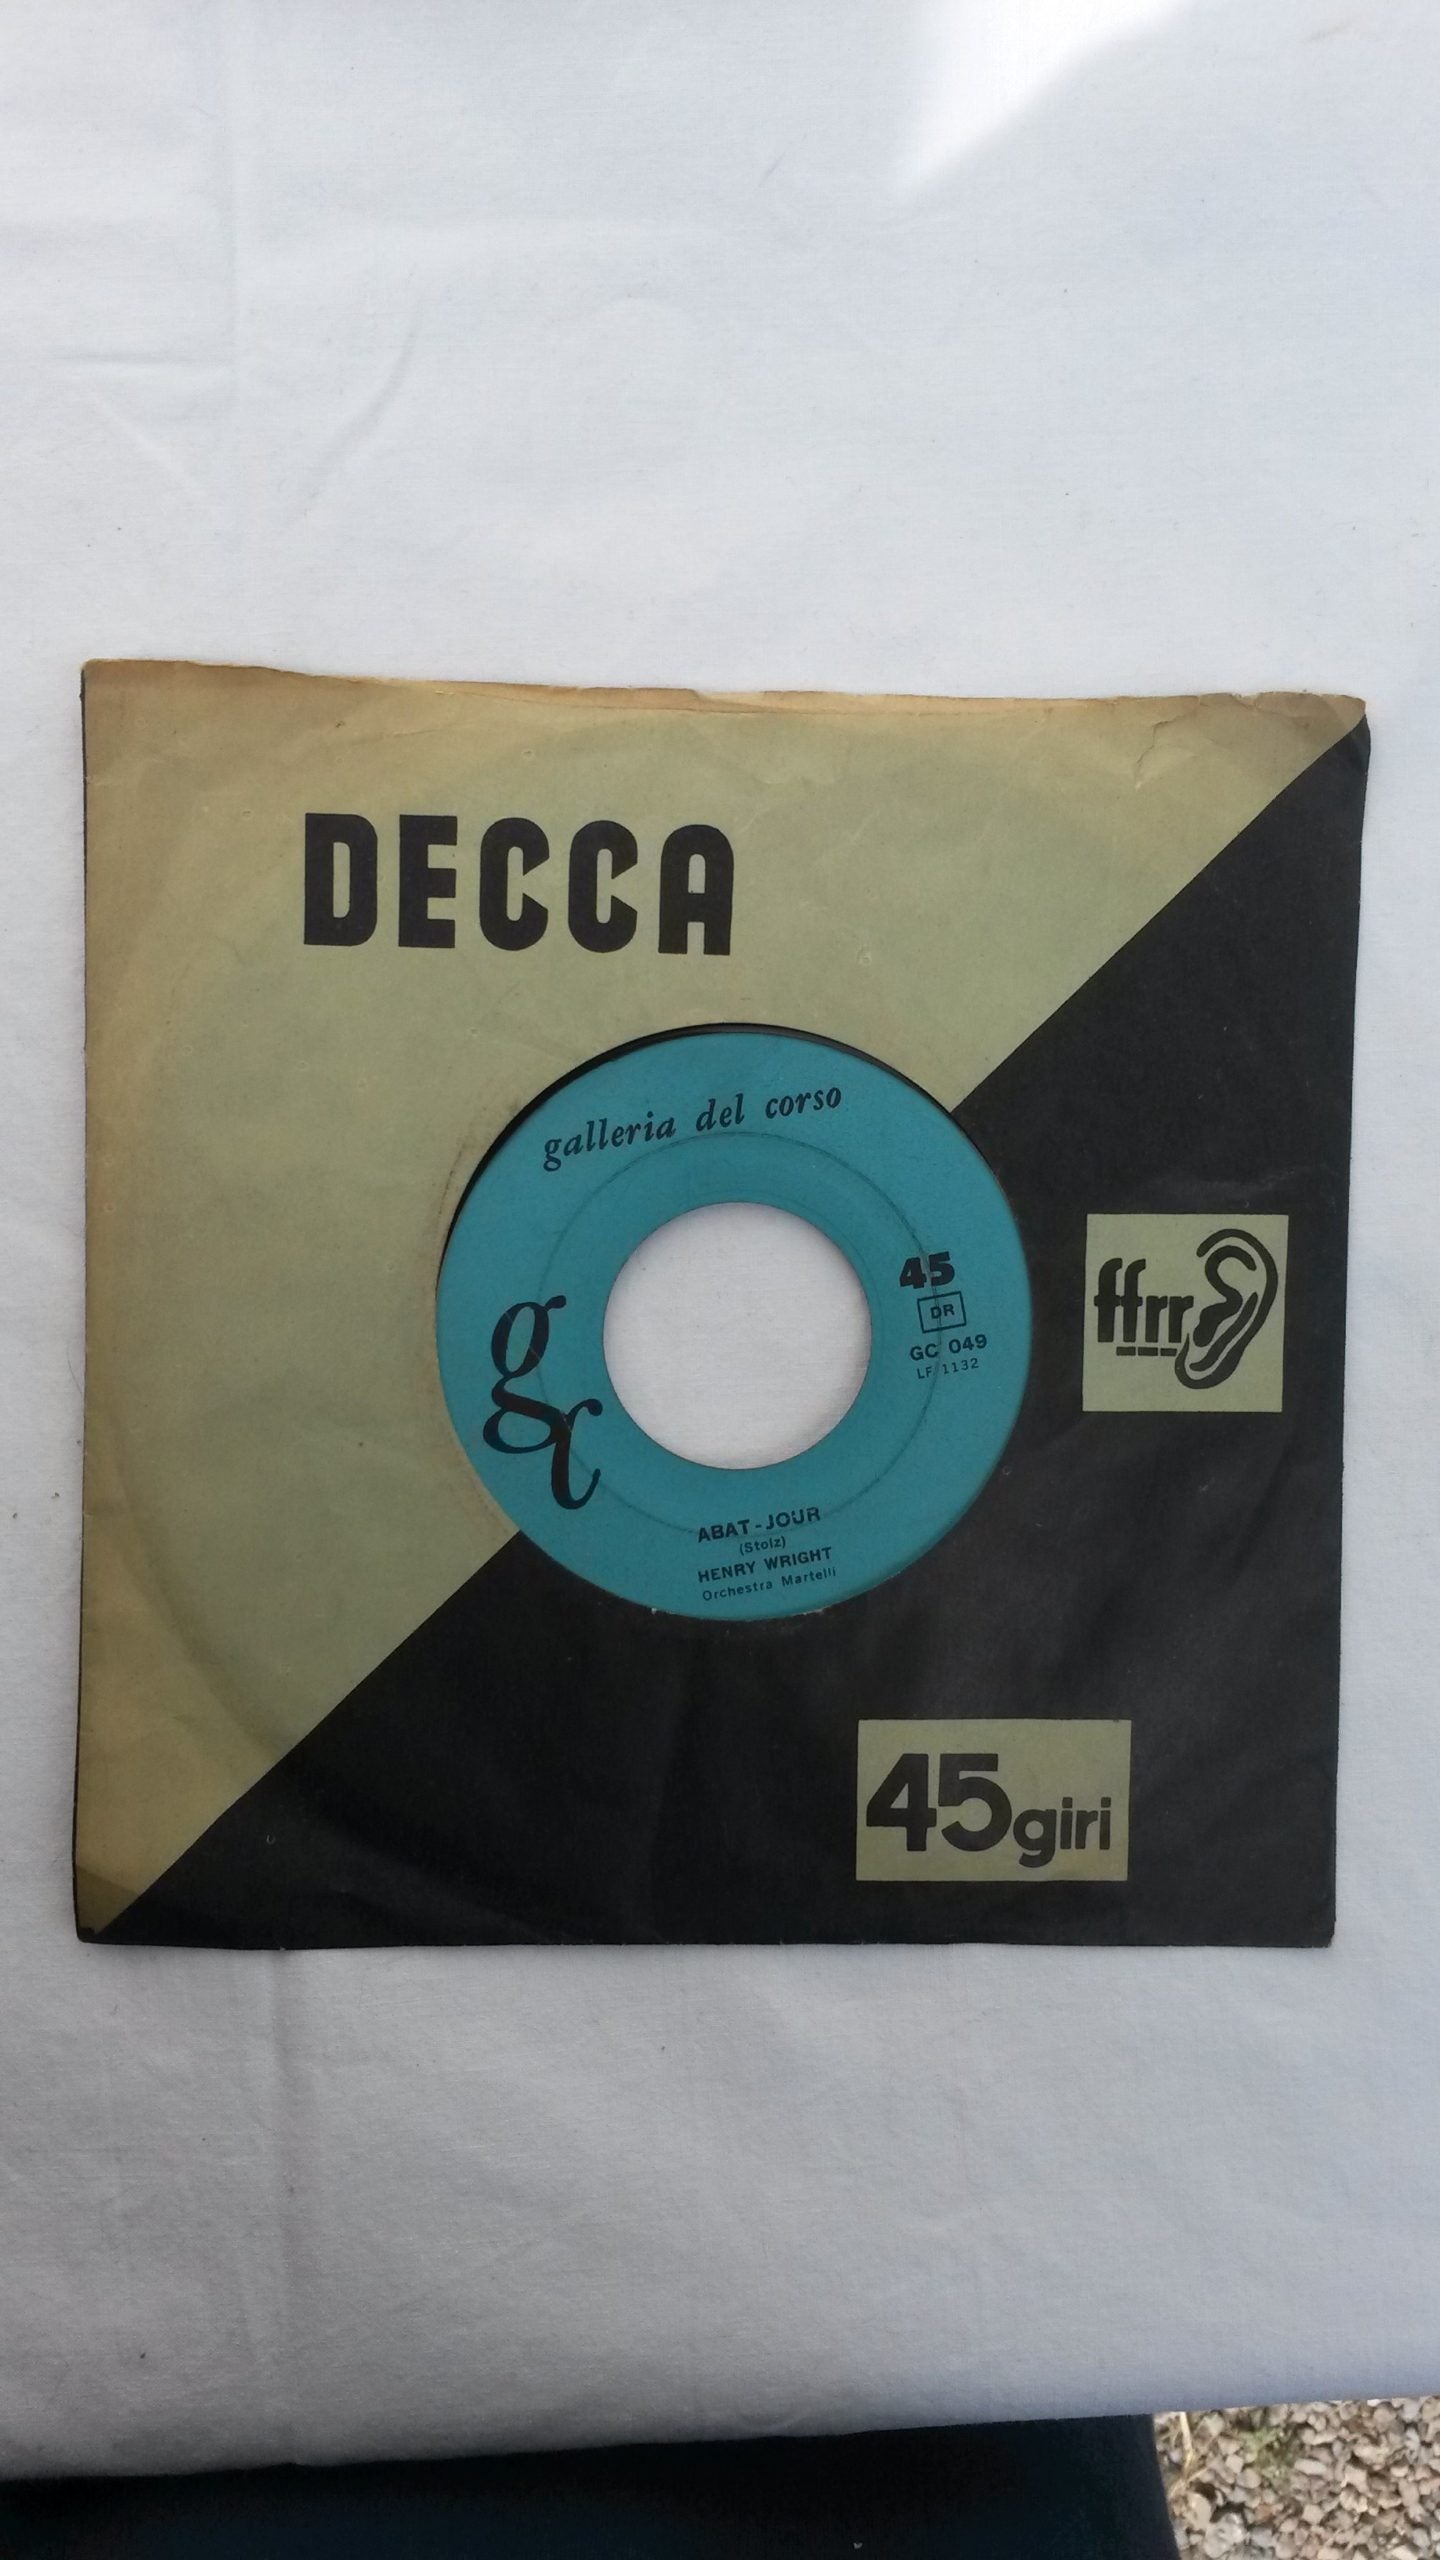 DECCA
galleria del corso
gc
45
DR
GC 049
LF 1132
ffrr
ABAT-JOUR
(Stolz)
HENRY WRIGHT
Orchestra Martelli
45giri